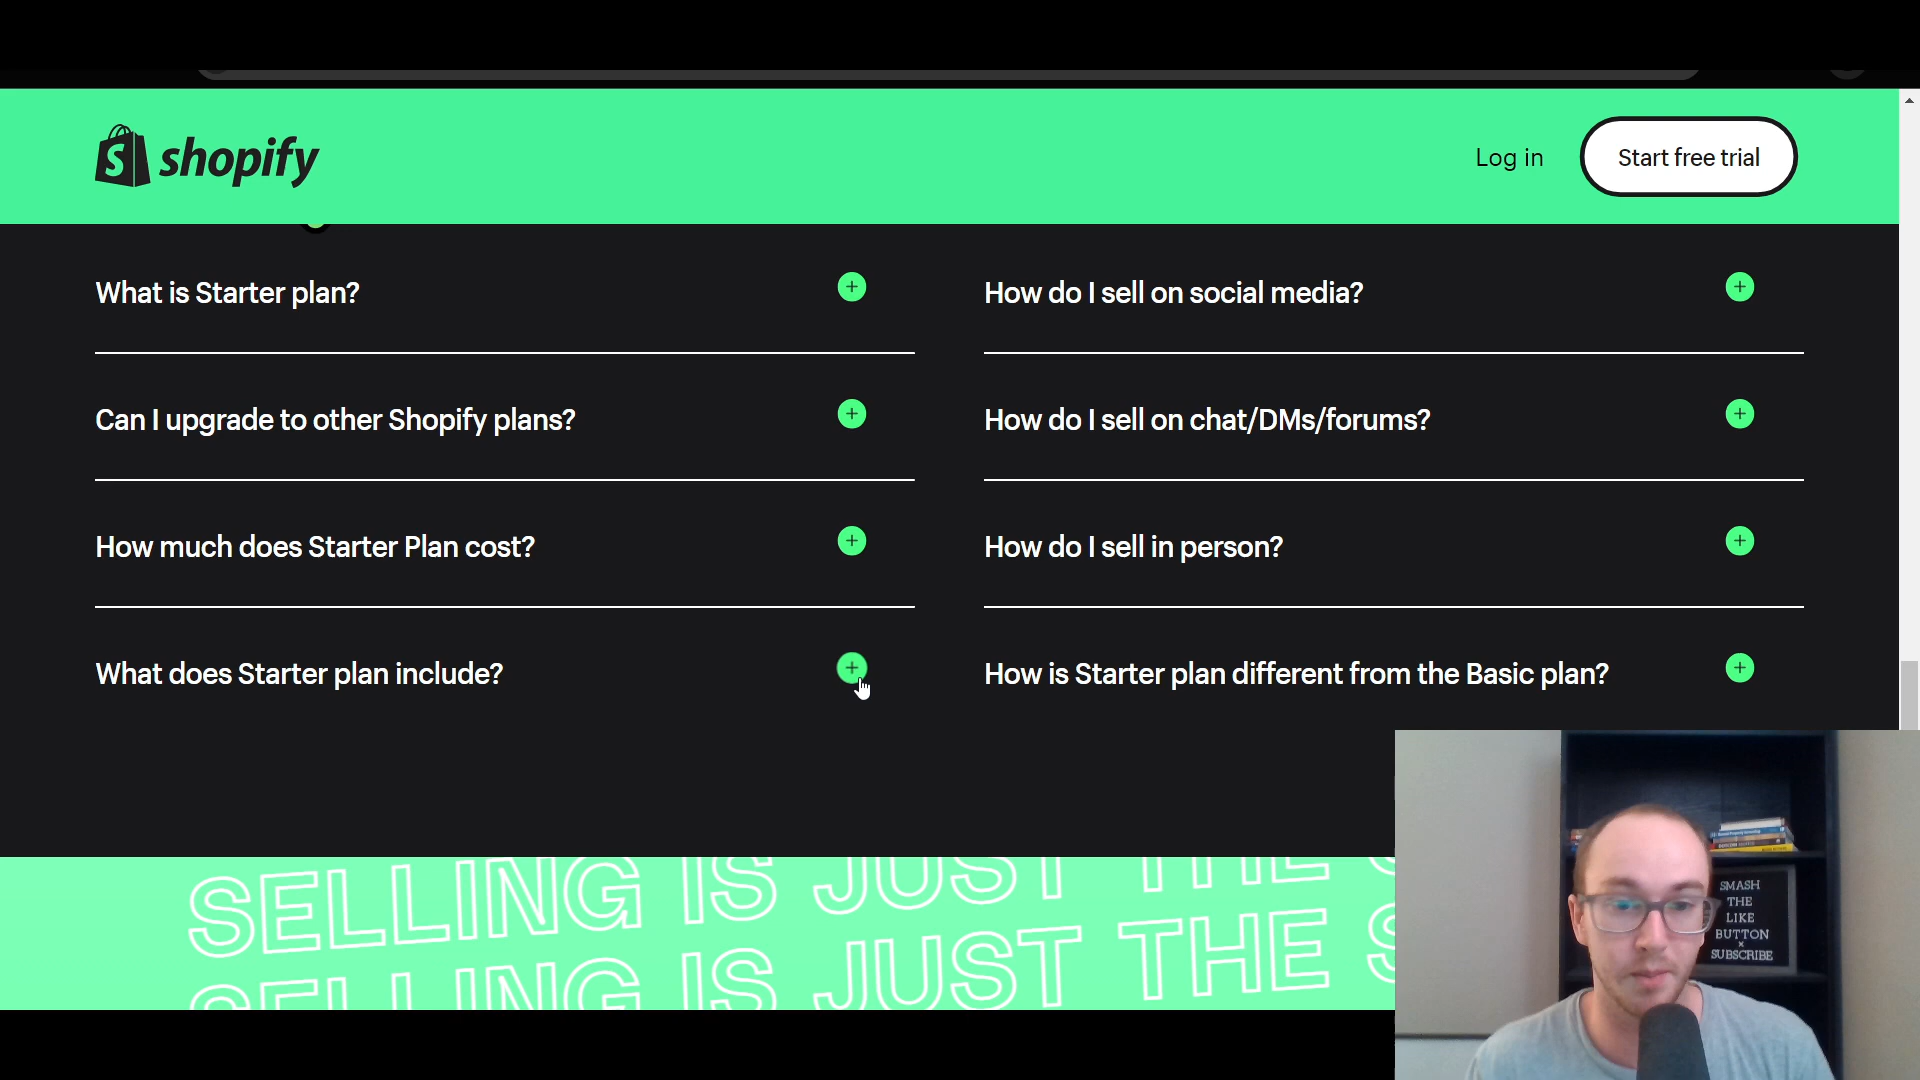 shopify
Log in
Start free trial
What is Starter plan?
How do I sell on social media?
Can I upgrade to other Shopify plans?
How do I sell on chat/DMs/forums?
How much does Starter Plan cost?
How do I sell in person?
What does Starter plan include?
How is Starter plan different from the Basic plan?
SELLING IS JUST THE S
SELLING IS JUST THE S
SMASH
THE
LIKE
BUTTON
×
SUBSCRIBE